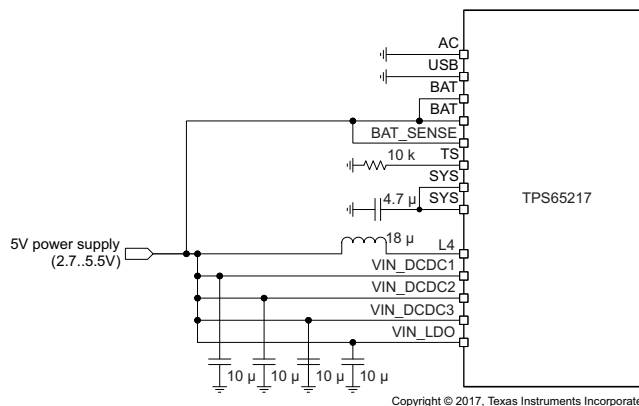 AC
USB
BAT
BAT
BAT_SENSE
10 k
TS
SYS
4.7 µ
SYS
TPS65217
5V power supply
(2.7..5.5V)
18 µ
L4
VIN_DCDC1
VIN_DCDC2
VIN_DCDC3
VIN_LDO
10 µ
10 µ
10 µ
10 µ
Copyright © 2017, Texas Instruments Incorporate